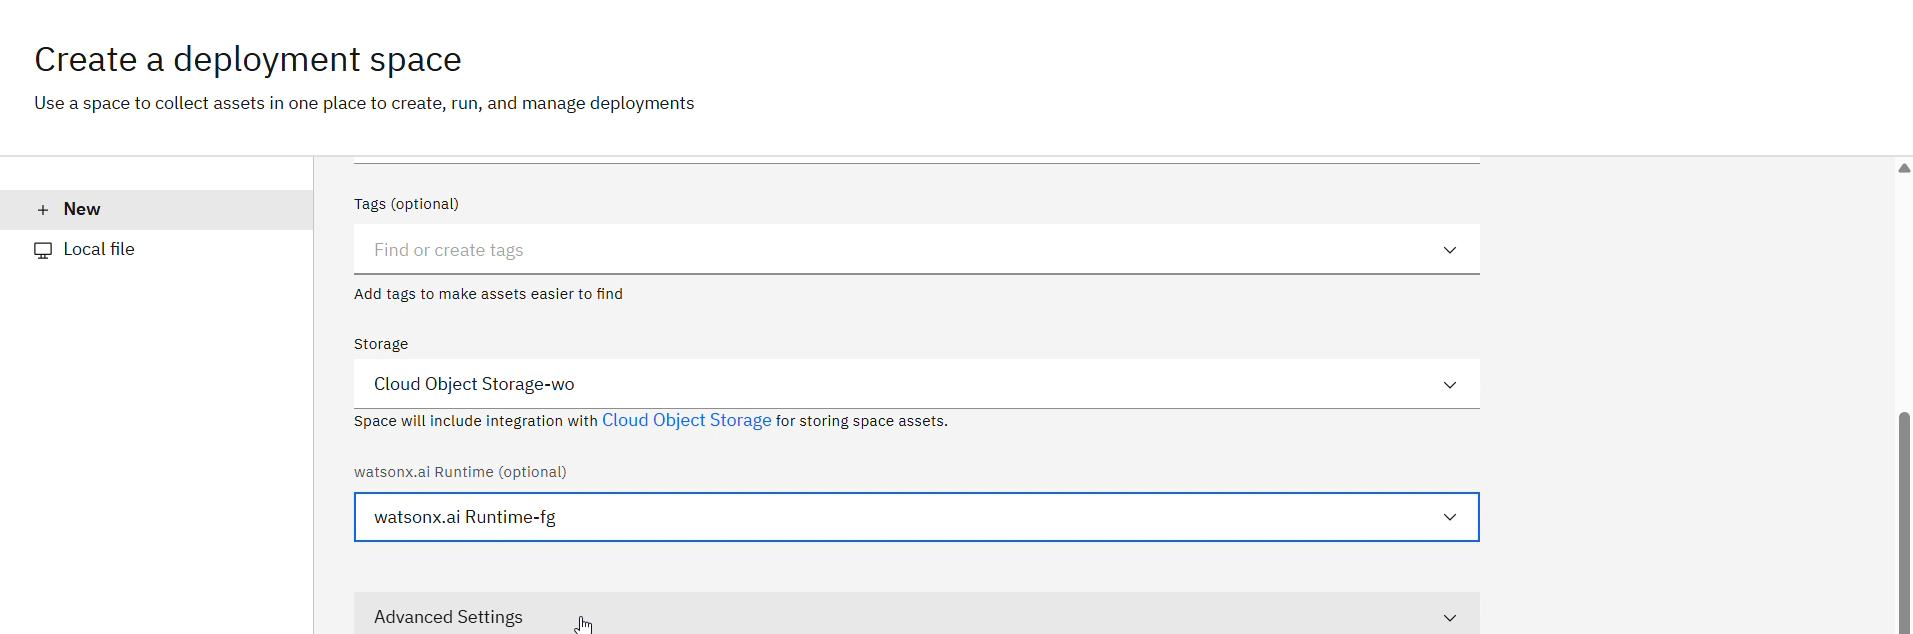 Create a deployment space
Use a space to collect assets in one place to create, run, and manage deployments
+ New
Local file
Tags (optional)
Find or create tags
Add tags to make assets easier to find
Storage
Cloud Object Storage-wo
Space will include integration with Cloud Object Storage for storing space assets.
watsonx.ai Runtime (optional)
watsonx.ai Runtime-fg
Advanced Settings